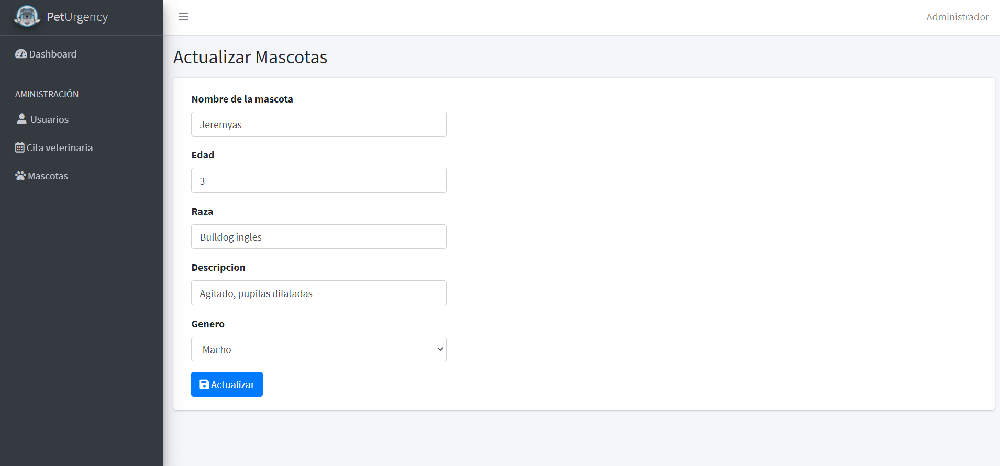 PetUrgency
Administrador
Dashboard
AMINISTRACIÓN
Usuarios
Cita veterinaria
Mascotas
Actualizar Mascotas
Nombre de la mascota
Jeremyas
Edad
3
Raza
Bulldog ingles
Descripcion
Agitado, pupilas dilatadas
Genero
Macho
Actualizar